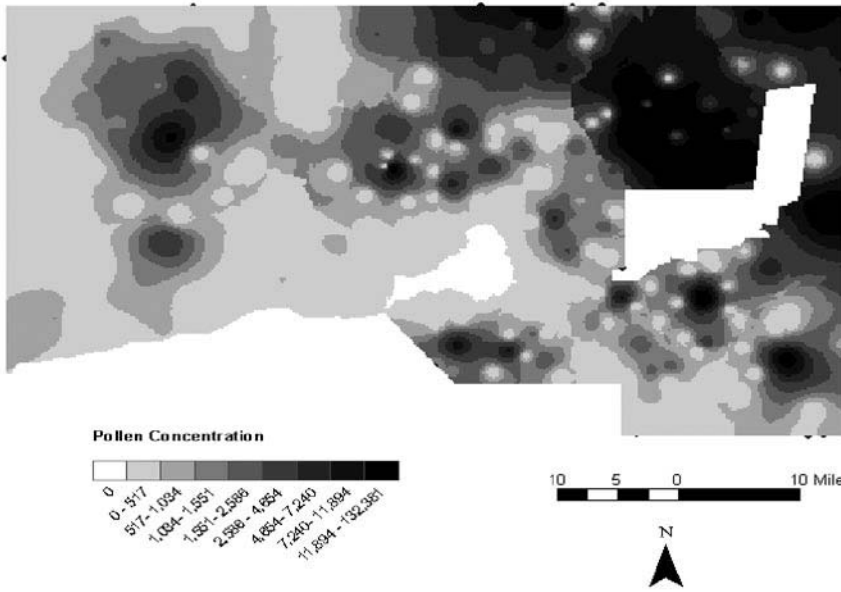 Pollen Concentration
0
0 - 517
517 - 1,034
1,034 - 1,551
1,551 - 2,586
2,586 - 4,654
4,654 - 7,240
7,240 - 11,894
11,894 - 132,381
10 5 0 10 Mile
N